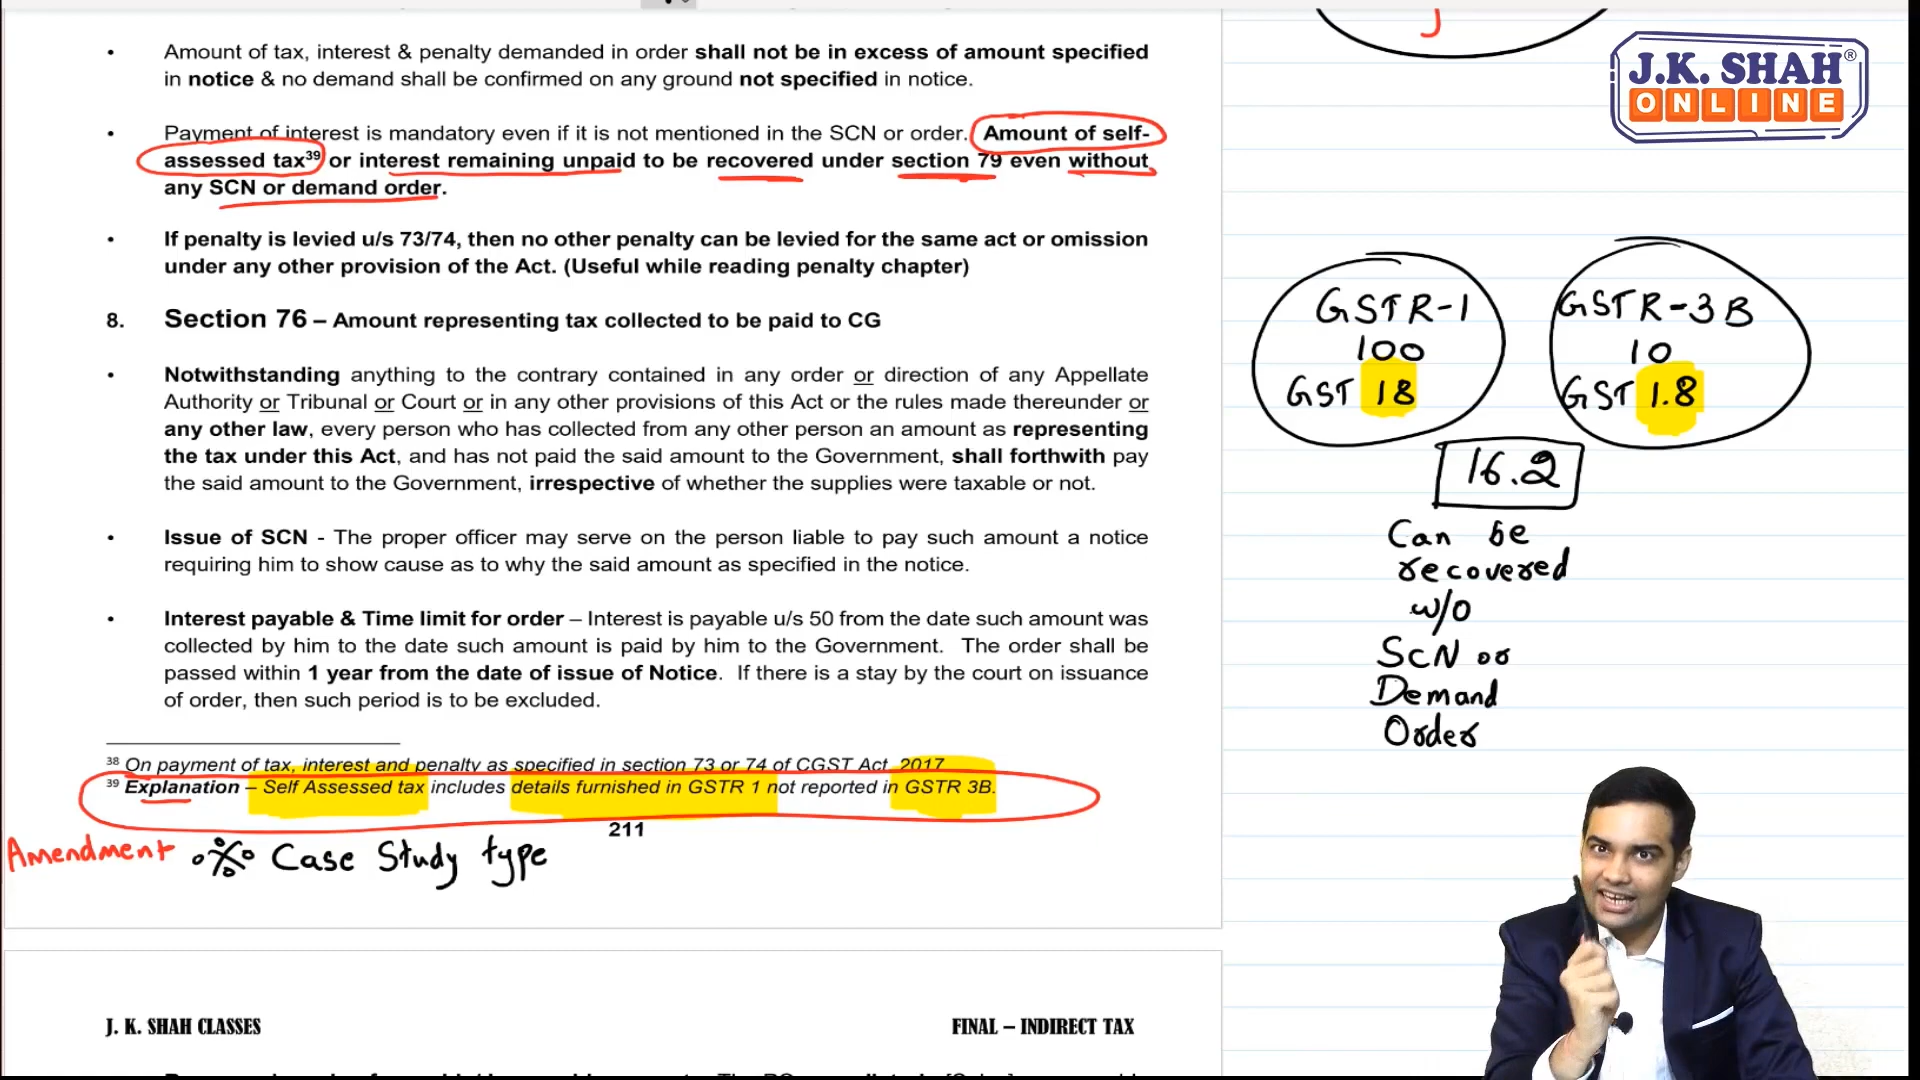 • Amount of tax, interest & penalty demanded in order shall not be in excess of amount specified
in notice & no demand shall be confirmed on any ground not specified in notice.
• Payment of interest is mandatory even if it is not mentioned in the SCN or order. Amount of self-
assessed tax39 or interest remaining unpaid to be recovered under section 79 even without
any SCN or demand order.
• If penalty is levied u/s 73/74, then no other penalty can be levied for the same act or omission
under any other provision of the Act. (Useful while reading penalty chapter)
8. Section 76 – Amount representing tax collected to be paid to CG
• Notwithstanding anything to the contrary contained in any order or direction of any Appellate
Authority or Tribunal or Court or in any other provisions of this Act or the rules made thereunder or
any other law, every person who has collected from any other person an amount as representing
the tax under this Act, and has not paid the said amount to the Government, shall forthwith pay
the said amount to the Government, irrespective of whether the supplies were taxable or not.
• Issue of SCN - The proper officer may serve on the person liable to pay such amount a notice
requiring him to show cause as to why the said amount as specified in the notice.
• Interest payable & Time limit for order – Interest is payable u/s 50 from the date such amount was
collected by him to the date such amount is paid by him to the Government. The order shall be
passed within 1 year from the date of issue of Notice. If there is a stay by the court on issuance
of order, then such period is to be excluded.
38 On payment of tax, interest and penalty as specified in section 73 or 74 of CGST Act, 2017
39 Explanation – Self Assessed tax includes details furnished in GSTR 1 not reported in GSTR 3B.
211
Amendment Case Study type
J. K. SHAH CLASSES
FINAL – INDIRECT TAX
J.K. SHAH®
ONLINE
GSTR-1
100
GST 18
GSTR-3B
10
GST 1.8
16.2
Can be
recovered
w/o
SCN or
Demand
Order